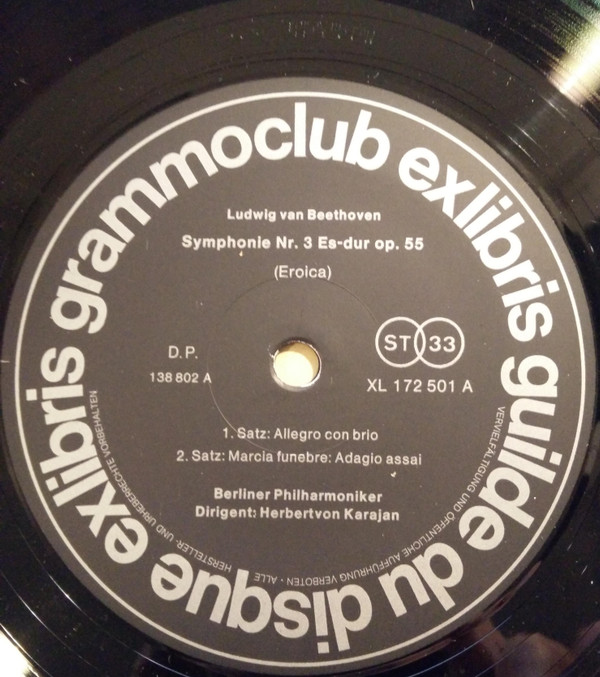 grammoclub exlibris guilde du disque exlibris
Ludwig van Beethoven
Symphonie Nr. 3 Es-dur op. 55
(Eroica)
D.P.
138 802 A
ST 33
XL 172 501 A
1. Satz: Allegro con brio
2. Satz: Marcia funebre: Adagio assai
Berliner Philharmoniker
Dirigent: Herbertvon Karajan
ALLE · HERSTELLER- UND URHEBERRECHTE VORBEHALTEN
VERVIELFÄLTIGUNG UND ÖFFENTLICHE AUFFÜHRUNG VERBOTEN ·